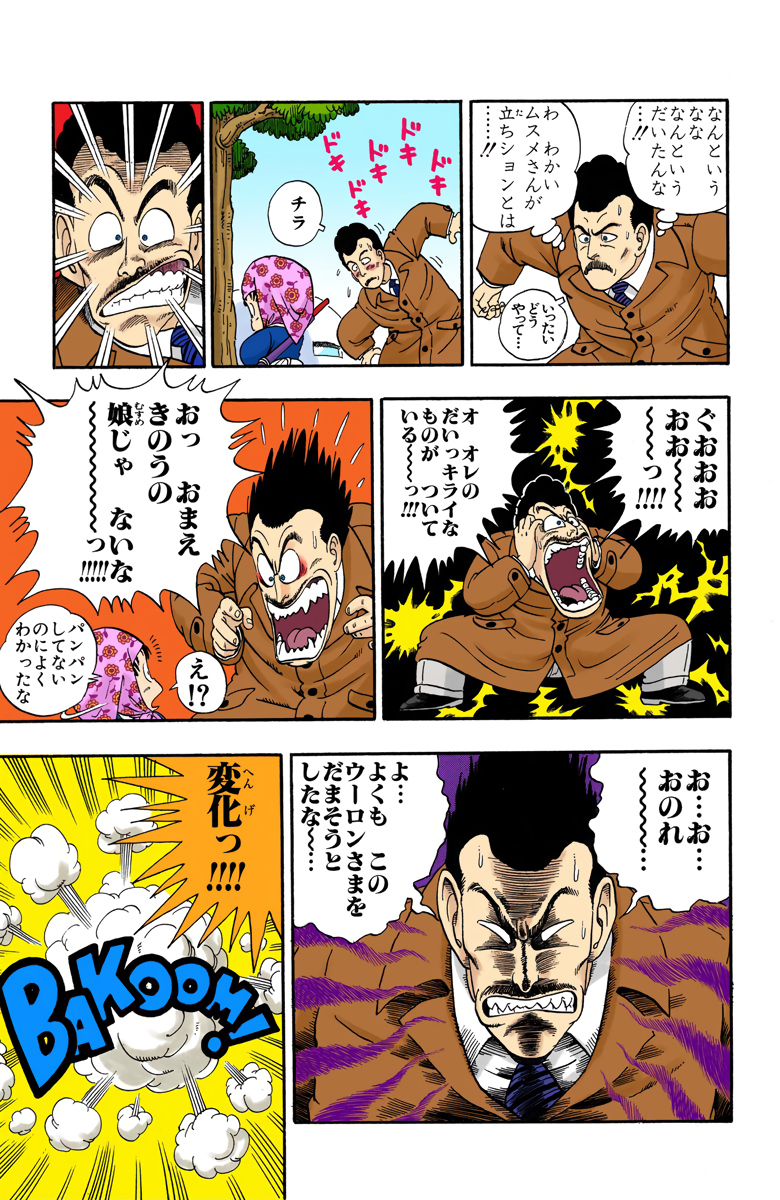 なんという
なな
なんという
だいたんな
…!!
わ わかい
ムスメさんが
立ちションとは
……!!
いったい
どう
やって…
ドキ
ドキ
ドキ
ドキ
ドキ
チラ
ぐおおお
おお〜〜
〜〜〜っ!!!!
オ オレの
だいっキライな
ものが ついて
いる〜〜っ!!!
おっ おまえ
きのうの
娘じゃ ないな
〜〜〜〜っ!!!!!
え!?
パンパン
してない
のによく
わかったな
お…お…
おのれ
〜〜〜〜…
よ…
よくも この
ウーロンさまを
だまそうと
したな〜〜…
変化っ!!!!
BAKOOM!